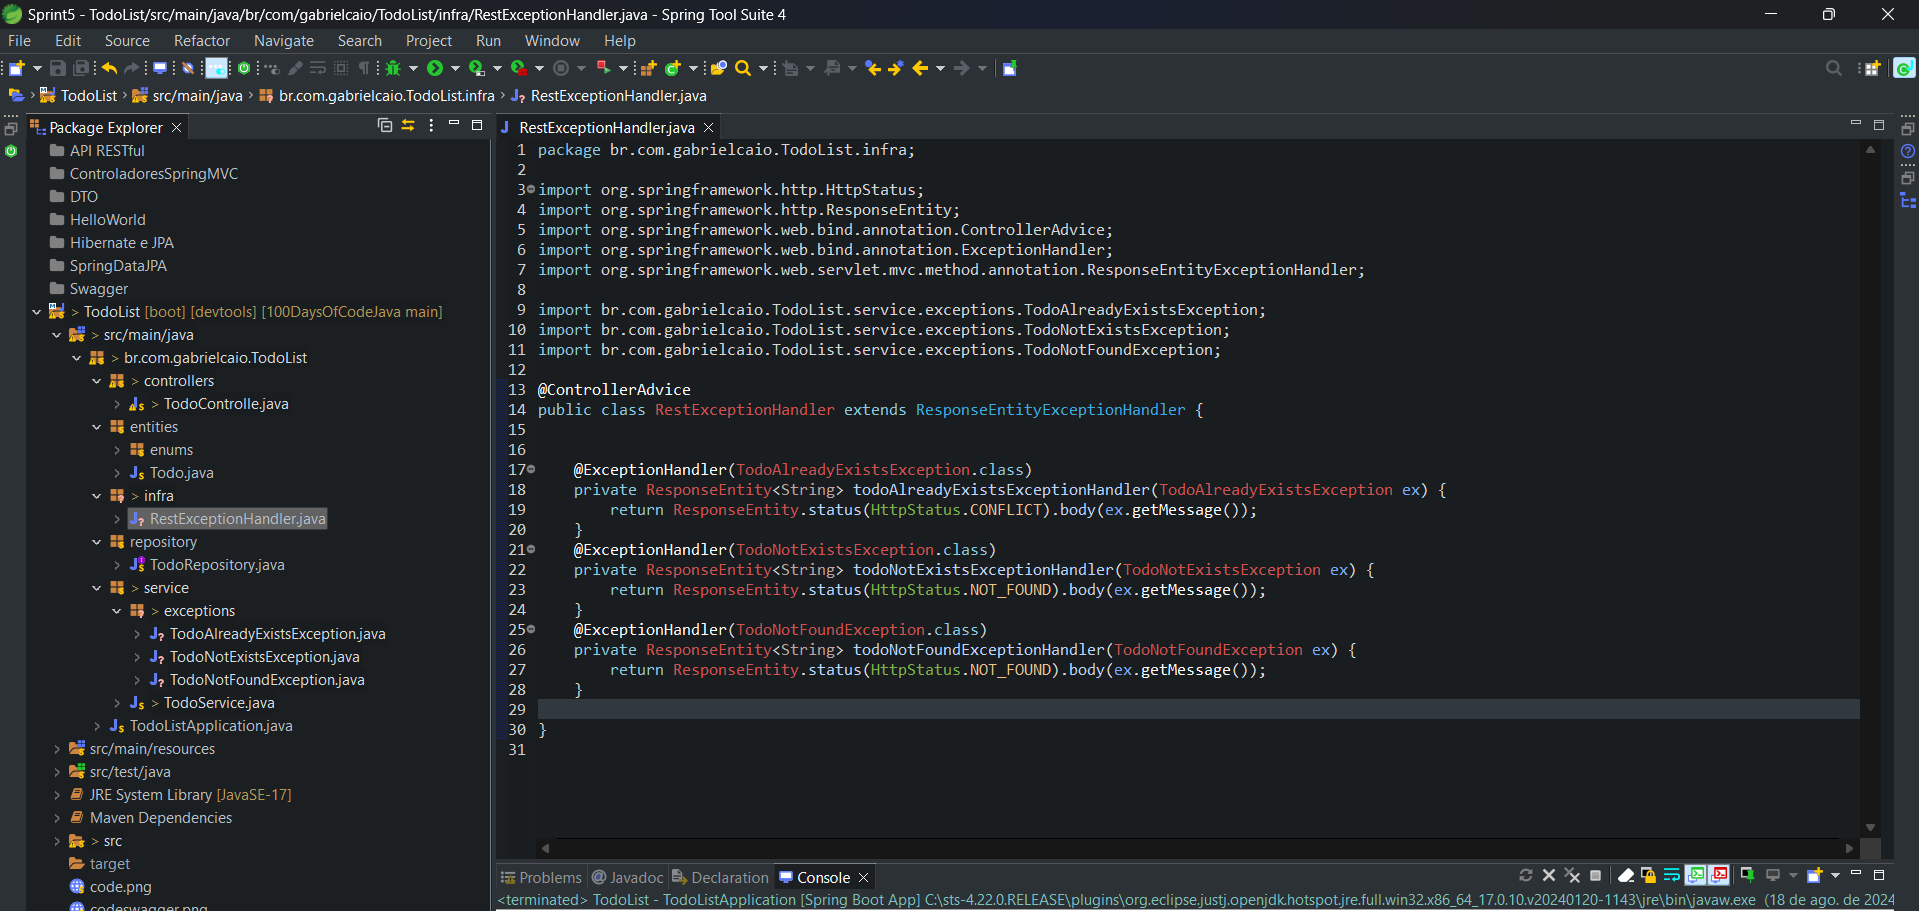 Sprint5 - TodoList/src/main/java/br/com/gabrielcaio/TodoList/infra/RestExceptionHandler.java - Spring Tool Suite 4
File Edit Source Refactor Navigate Search Project Run Window Help
TodoList src/main/java br.com.gabrielcaio.TodoList.infra RestExceptionHandler.java
Package Explorer
API RESTful
ControladoresSpringMVC
DTO
HelloWorld
Hibernate e JPA
SpringDataJPA
Swagger
> TodoList [boot] [devtools] [100DaysOfCodeJava main]
> src/main/java
> br.com.gabrielcaio.TodoList
> controllers
> TodoControlle.java
entities
enums
Todo.java
> infra
RestExceptionHandler.java
repository
TodoRepository.java
> service
> exceptions
TodoAlreadyExistsException.java
TodoNotExistsException.java
TodoNotFoundException.java
> TodoService.java
TodoListApplication.java
src/main/resources
src/test/java
JRE System Library [JavaSE-17]
Maven Dependencies
> src
target
code.png
codeswagger.png
RestExceptionHandler.java
1 package br.com.gabrielcaio.TodoList.infra;
2
3 import org.springframework.http.HttpStatus;
4 import org.springframework.http.ResponseEntity;
5 import org.springframework.web.bind.annotation.ControllerAdvice;
6 import org.springframework.web.bind.annotation.ExceptionHandler;
7 import org.springframework.web.servlet.mvc.method.annotation.ResponseEntityExceptionHandler;
8
9 import br.com.gabrielcaio.TodoList.service.exceptions.TodoAlreadyExistsException;
10 import br.com.gabrielcaio.TodoList.service.exceptions.TodoNotExistsException;
11 import br.com.gabrielcaio.TodoList.service.exceptions.TodoNotFoundException;
12
13 @ControllerAdvice
14 public class RestExceptionHandler extends ResponseEntityExceptionHandler {
15
16
17 @ExceptionHandler(TodoAlreadyExistsException.class)
18 private ResponseEntity<String> todoAlreadyExistsExceptionHandler(TodoAlreadyExistsException ex) {
19 return ResponseEntity.status(HttpStatus.CONFLICT).body(ex.getMessage());
20 }
21 @ExceptionHandler(TodoNotExistsException.class)
22 private ResponseEntity<String> todoNotExistsExceptionHandler(TodoNotExistsException ex) {
23 return ResponseEntity.status(HttpStatus.NOT_FOUND).body(ex.getMessage());
24 }
25 @ExceptionHandler(TodoNotFoundException.class)
26 private ResponseEntity<String> todoNotFoundExceptionHandler(TodoNotFoundException ex) {
27 return ResponseEntity.status(HttpStatus.NOT_FOUND).body(ex.getMessage());
28 }
29
30 }
31
Problems Javadoc Declaration Console
<terminated> TodoList - TodoListApplication [Spring Boot App] C:\sts-4.22.0.RELEASE\plugins\org.eclipse.justj.openjdk.hotspot.jre.full.win32.x86_64_17.0.10.v20240120-1143\jre\bin\javaw.exe (18 de ago. de 2024